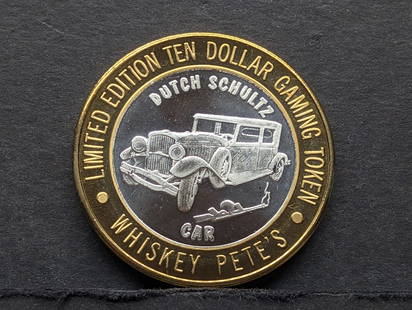 LIMITED EDITION TEN DOLLAR GAMING TOKEN
DUTCH SCHULTZ
CAR
• WHISKEY PETE'S •